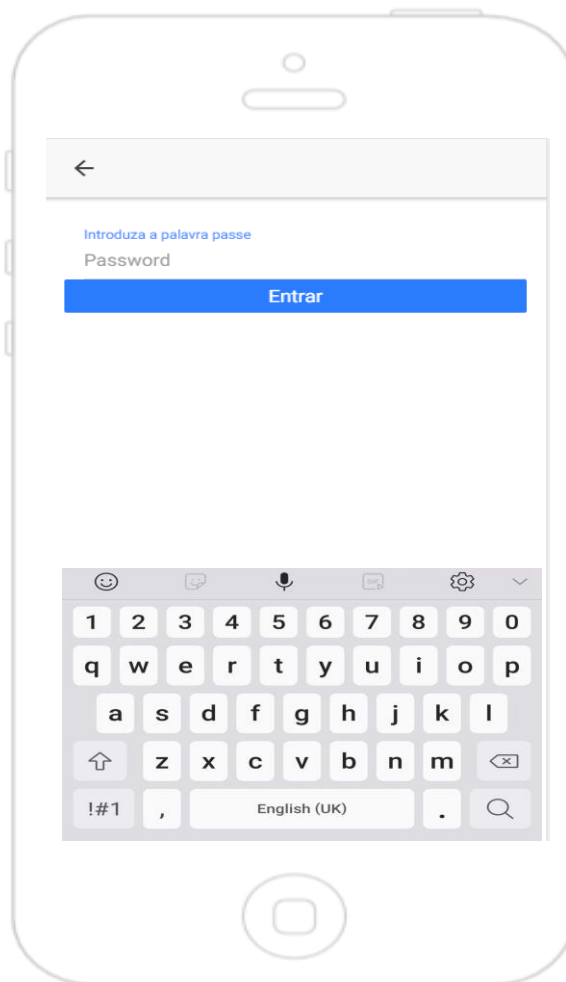 Introduza a palavra passe
Password
Entrar
1 2 3 4 5 6 7 8 9 0
q w e r t y u i o p
a s d f g h j k l
z x c v b n m
!#1 , English (UK) .